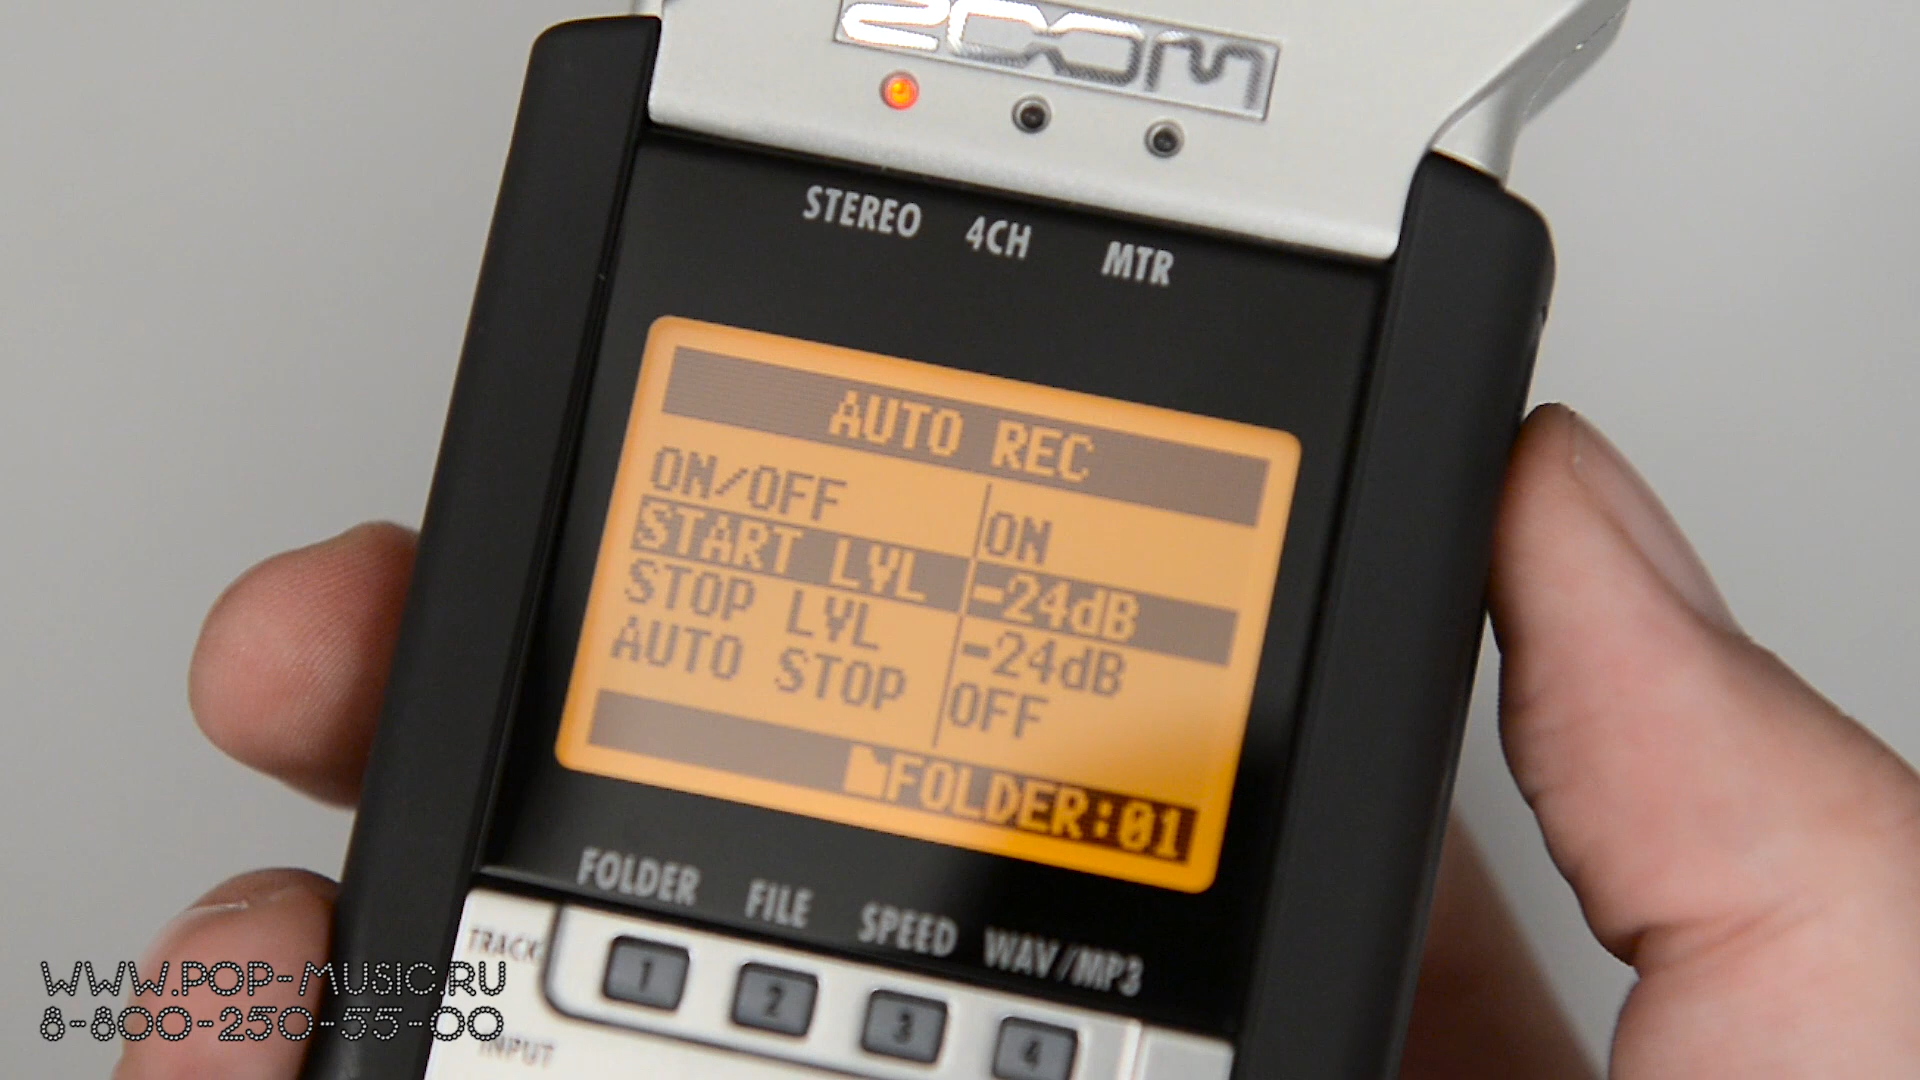 ZOOM
STEREO 4CH MTR
AUTO REC
ON/OFF ON
START LVL -24dB
STOP LVL -24dB
AUTO STOP OFF
FOLDER:01
FOLDER FILE SPEED WAV/MP3
TRACK 1 2 3 4
INPUT
WWW.POP-MUSIC.RU
8-800-250-55-00